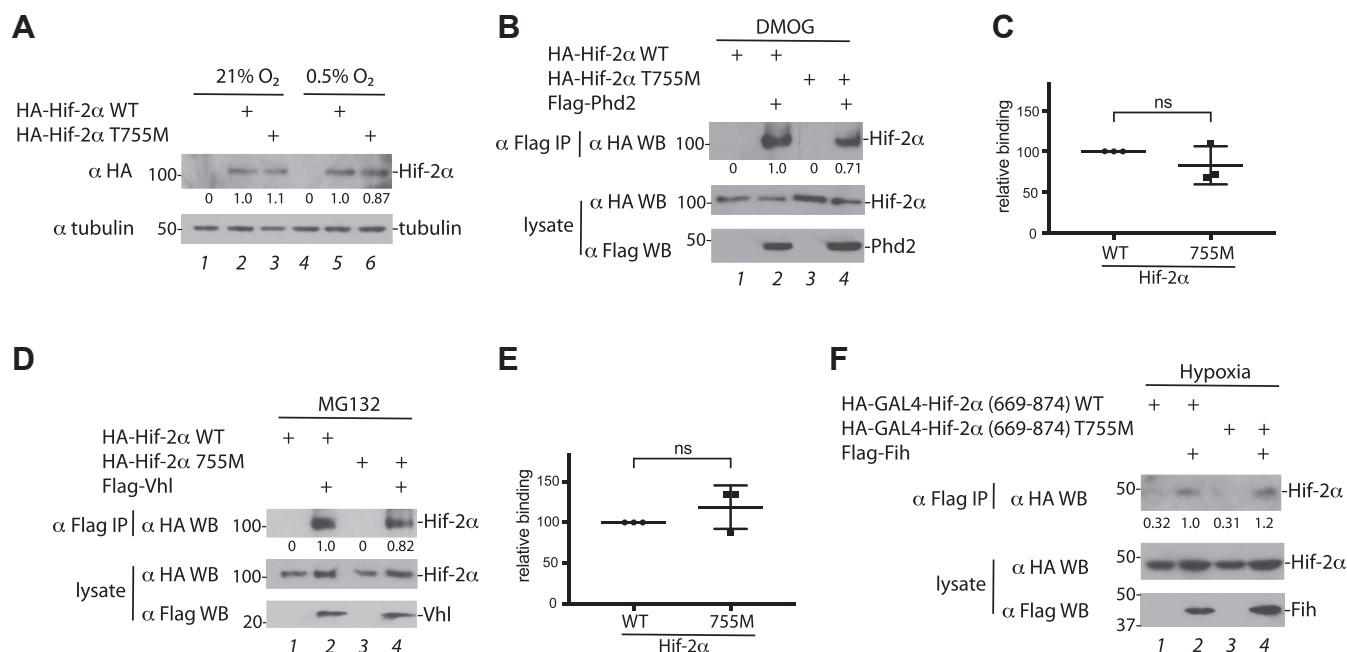 A
21% O₂ 0.5% O₂
HA-Hif-2α WT + +
HA-Hif-2α T755M + +
α HA 100- -Hif-2α
0 1.0 1.1 0 1.0 0.87
α tubulin 50- -tubulin
1 2 3 4 5 6
B
DMOG
HA-Hif-2α WT + +
HA-Hif-2α T755M + +
Flag-Phd2 + +
α Flag IP | α HA WB 100- -Hif-2α
0 1.0 0 0.71
lysate
α HA WB 100- -Hif-2α
α Flag WB 50- -Phd2
1 2 3 4
C
relative binding
150
100
50
0
ns
WT 755M
Hif-2α
D
MG132
HA-Hif-2α WT + +
HA-Hif-2α 755M + +
Flag-Vhl + +
α Flag IP | α HA WB 100- -Hif-2α
0 1.0 0 0.82
lysate
α HA WB 100- -Hif-2α
α Flag WB 20- -Vhl
1 2 3 4
E
relative binding
150
100
50
0
ns
WT 755M
Hif-2α
F
Hypoxia
HA-GAL4-Hif-2α (669-874) WT + +
HA-GAL4-Hif-2α (669-874) T755M + +
Flag-Fih + +
α Flag IP | α HA WB 50- -Hif-2α
0.32 1.0 0.31 1.2
lysate
α HA WB 50- -Hif-2α
α Flag WB 50- 37- -Fih
1 2 3 4